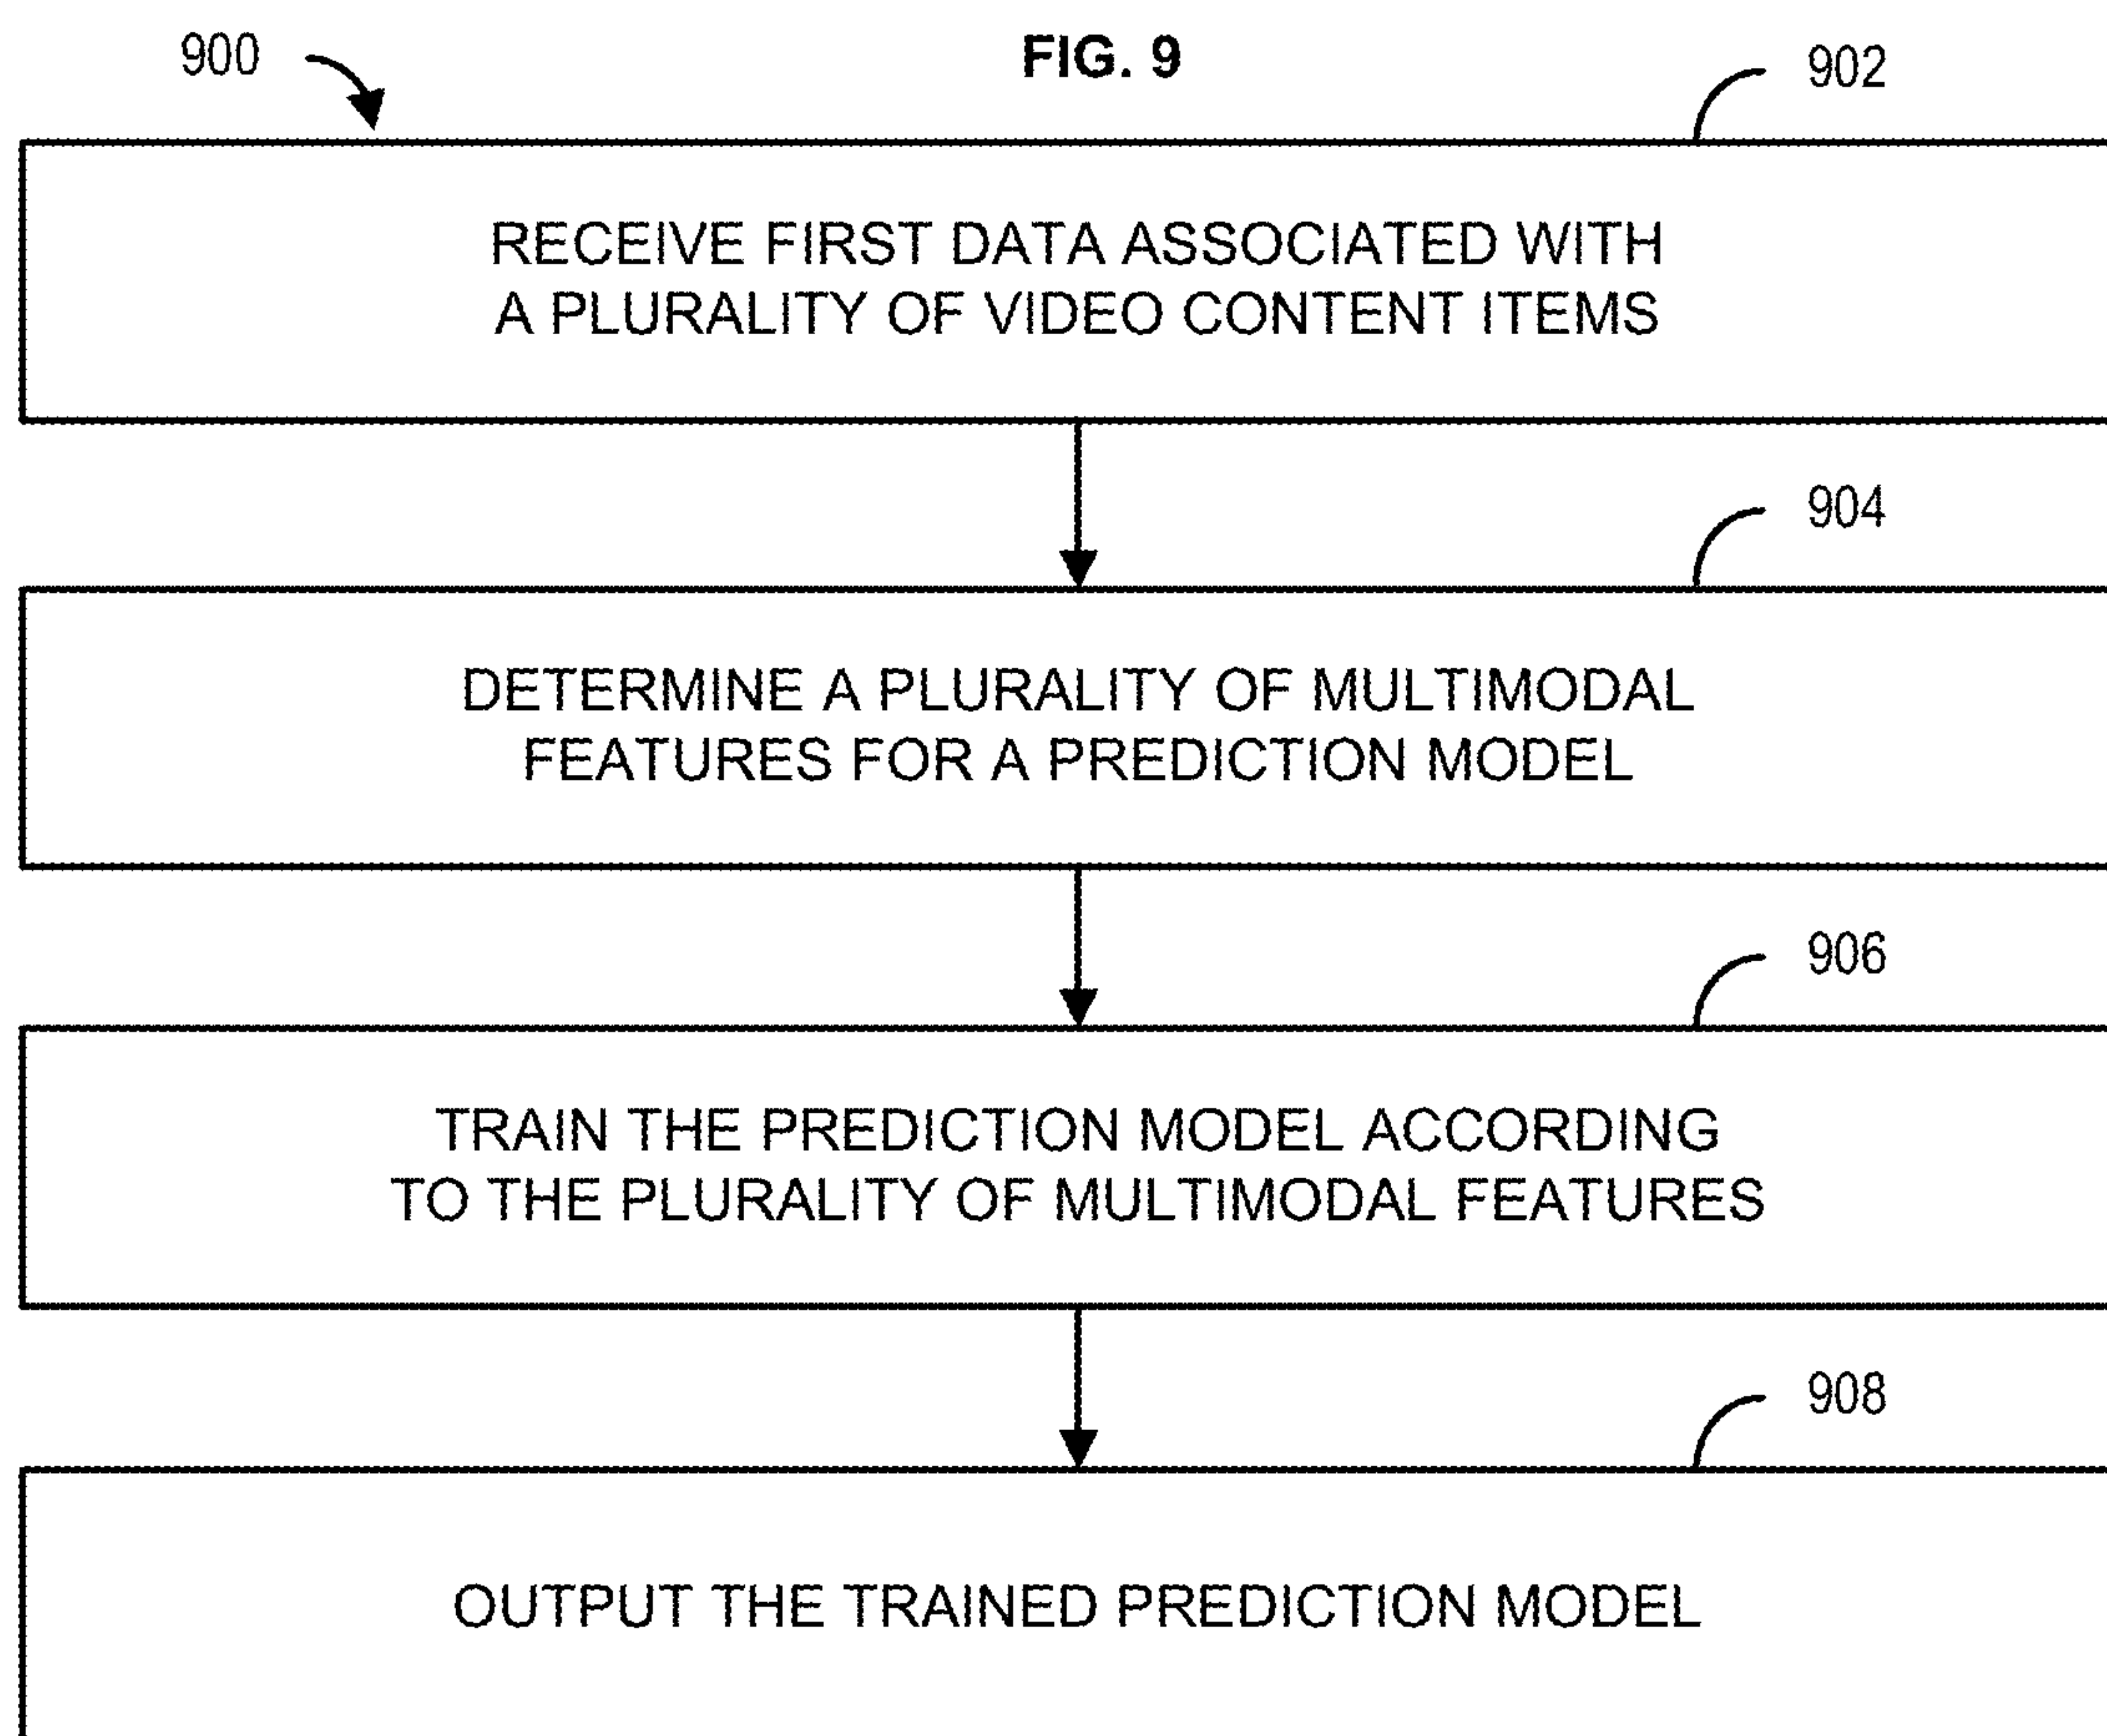 900
FIG. 9
902
RECEIVE FIRST DATA ASSOCIATED WITH
A PLURALITY OF VIDEO CONTENT ITEMS
904
DETERMINE A PLURALITY OF MULTIMODAL
FEATURES FOR A PREDICTION MODEL
906
TRAIN THE PREDICTION MODEL ACCORDING
TO THE PLURALITY OF MULTIMODAL FEATURES
908
OUTPUT THE TRAINED PREDICTION MODEL